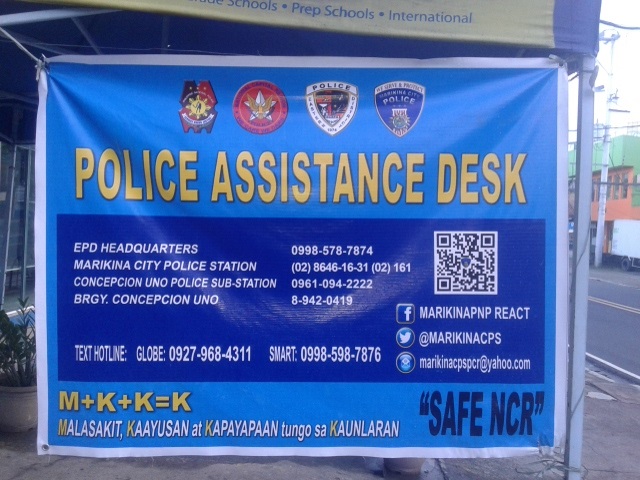 ade Schools • Prep Schools • International
POLICE
MARIKINA CITY
POLICE
POLICE ASSISTANCE DESK
EPD HEADQUARTERS 0998-578-7874
MARIKINA CITY POLICE STATION (02) 8646-16-31 (02) 161
CONCEPCION UNO POLICE SUB-STATION 0961-094-2222
BRGY. CONCEPCION UNO 8-942-0419
MARIKINAPNP REACT
@MARIKINACPS
marikinacpspcr@yahoo.com
TEXT HOTLINE: GLOBE: 0927-968-4311 SMART: 0998-598-7876
M+K+K=K
MALASAKIT, KAAYUSAN at KAPAYAPAAN tungo sa KAUNLARAN
"SAFE NCR"